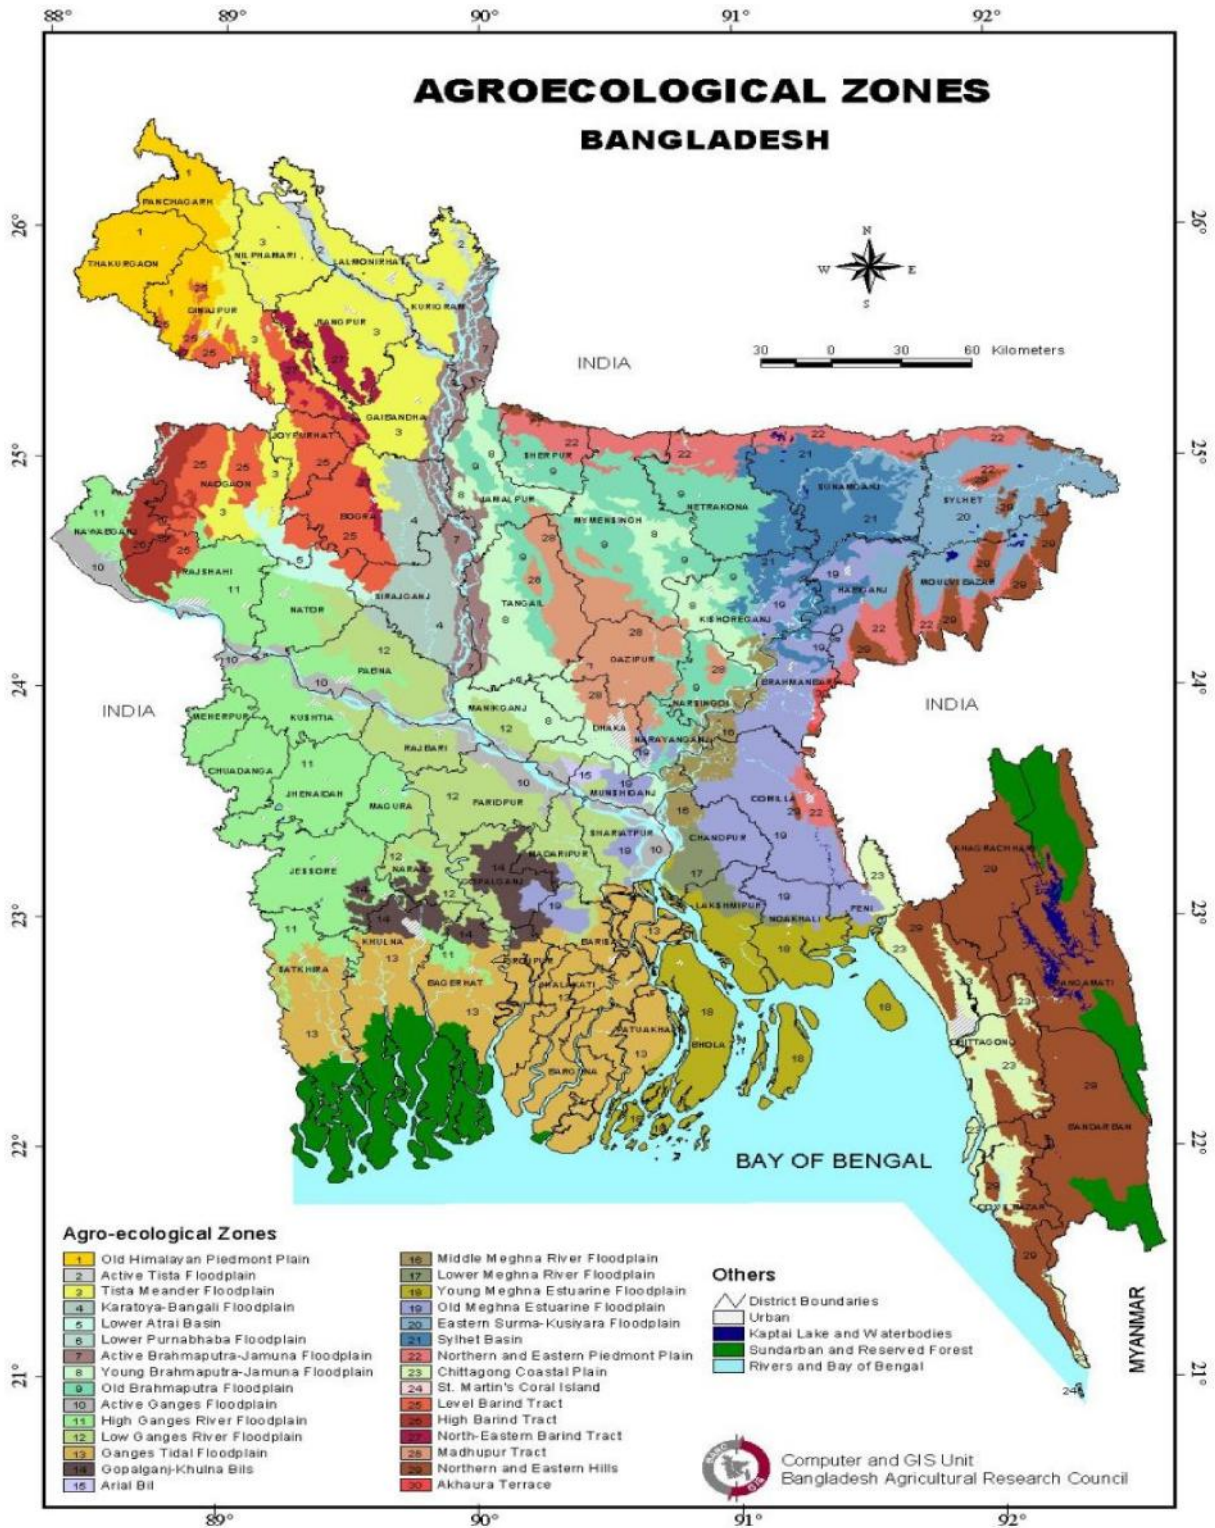 88° 89° 90° 91° 92°
AGROECOLOGICAL ZONES
BANGLADESH
26° 26°
N
W E
S
30 0 30 60 Kilometers
INDIA
PANCHAGARH
THAKURGAON
NILPHAMARI
LALMONIRHAT
DINAJPUR
KURIGRAM
RANGPUR
GAIBANDHA
JOYPURHAT
25° 25°
SHERPUR
NAOGAON
BOGRA
JAMALPUR
MYMENSINGH
NETRAKONA
SUNAMGANJ
SYLHET
NAWABGANJ
RAJSHAHI
NATOR
SIRAJGANJ
TANGAIL
KISHOREGANJ
HABIGANJ
MOULVI BAZAR
PABNA
GAZIPUR
24° 24°
INDIA
INDIA
MEHERPUR
KUSHTIA
MANIKGANJ
DHAKA
NARSINGDI
NARAYANGANJ
RAJBARI
CHUADANGA
JHENAIDAH
MAGURA
FARIDPUR
MUNSHIGANJ
COMILLA
SHARIATPUR
CHANDPUR
MADARIPUR
JESSORE
NARAIL
GOPALGANJ
KHAGRACHHARI
LAKSHMIPUR
NOAKHALI
FENI
23° 23°
KHULNA
BARISAL
SATKHIRA
BAGERHAT
PIROJPUR
JHALAKATI
RANGAMATI
PATUAKHALI
BHOLA
CHITTAGONG
BARGUNA
BANDARBAN
22° 22°
BAY OF BENGAL
COX'S BAZAR
MYANMAR
21° 21°
24
Agro-ecological Zones
1 Old Himalayan Piedmont Plain
2 Active Tista Floodplain
3 Tista Meander Floodplain
4 Karatoya-Bangali Floodplain
5 Lower Atrai Basin
6 Lower Purnabhaba Floodplain
7 Active Brahmaputra-Jamuna Floodplain
8 Young Brahmaputra-Jamuna Floodplain
9 Old Brahmaputra Floodplain
10 Active Ganges Floodplain
11 High Ganges River Floodplain
12 Low Ganges River Floodplain
13 Ganges Tidal Floodplain
14 Gopalganj-Khulna Bils
15 Arial Bil
16 Middle Meghna River Floodplain
17 Lower Meghna River Floodplain
18 Young Meghna Estuarine Floodplain
19 Old Meghna Estuarine Floodplain
20 Eastern Surma-Kusiyara Floodplain
21 Sylhet Basin
22 Northern and Eastern Piedmont Plain
23 Chittagong Coastal Plain
24 St. Martin's Coral Island
25 Level Barind Tract
26 High Barind Tract
27 North-Eastern Barind Tract
28 Madhupur Tract
29 Northern and Eastern Hills
30 Akhaura Terrace
Others
District Boundaries
Urban
Kaptai Lake and Waterbodies
Sundarban and Reserved Forest
Rivers and Bay of Bengal
BARC
GIS
Computer and GIS Unit
Bangladesh Agricultural Research Council
89° 90° 91° 92°